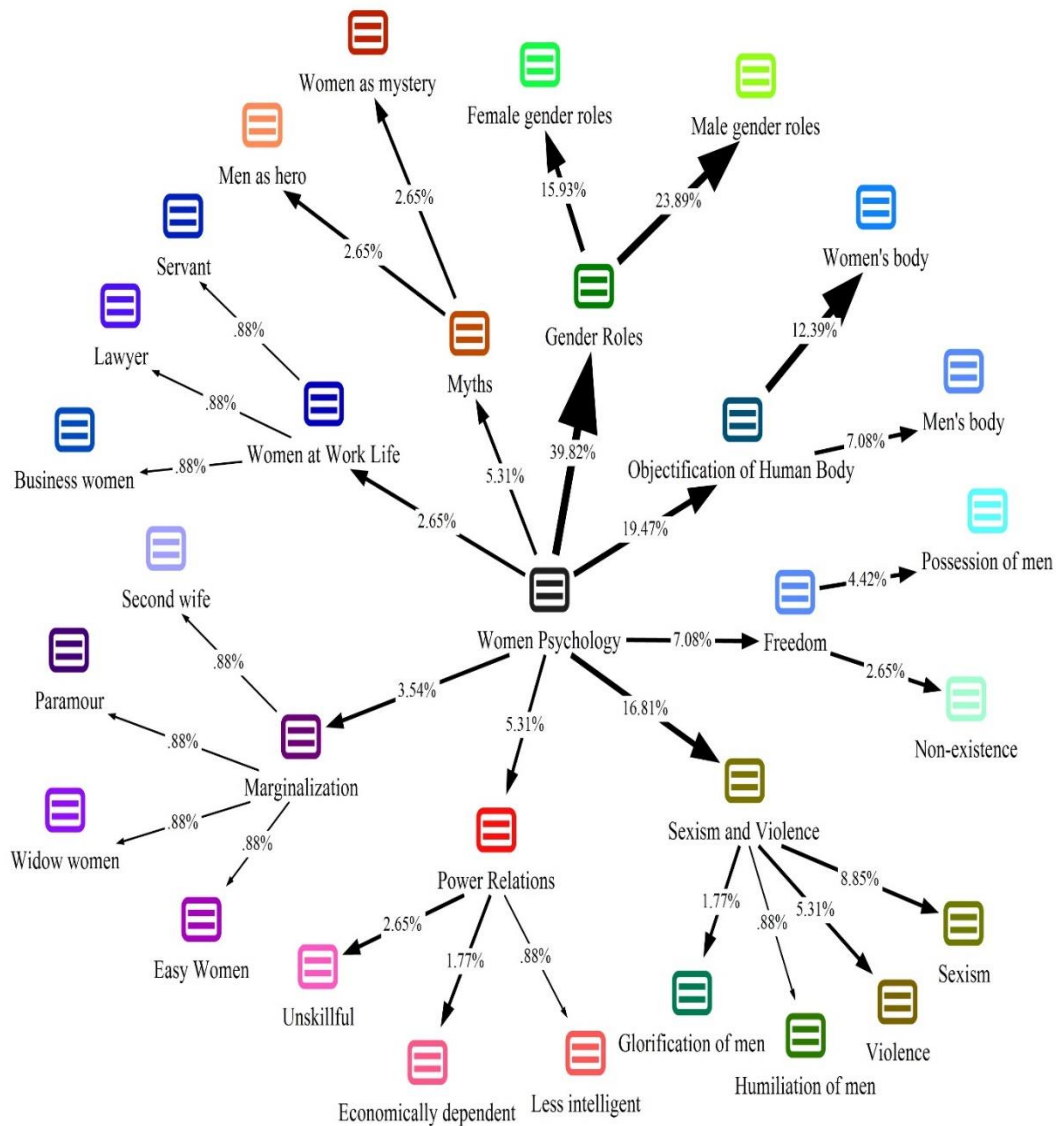 Women as mystery
Female gender roles
Male gender roles
Men as hero
2.65%
15.93%
23.89%
2.65%
Servant
Women's body
Gender Roles
12.39%
Lawyer
.88%
Myths
Men's body
.88%
7.08%
Business women
.88%
Women at Work Life
39.82%
Objectification of Human Body
5.31%
2.65%
19.47%
Possession of men
4.42%
Second wife
Women Psychology
7.08%
Freedom
2.65%
.88%
Paramour
3.54%
16.81%
Non-existence
.88%
5.31%
Marginalization
.88%
Widow women
.88%
Sexism and Violence
Power Relations
8.85%
1.77%
.88%
5.31%
2.65%
1.77%
.88%
Easy Women
Sexism
Unskillful
Glorification of men
Violence
Humiliation of men
Economically dependent
Less intelligent